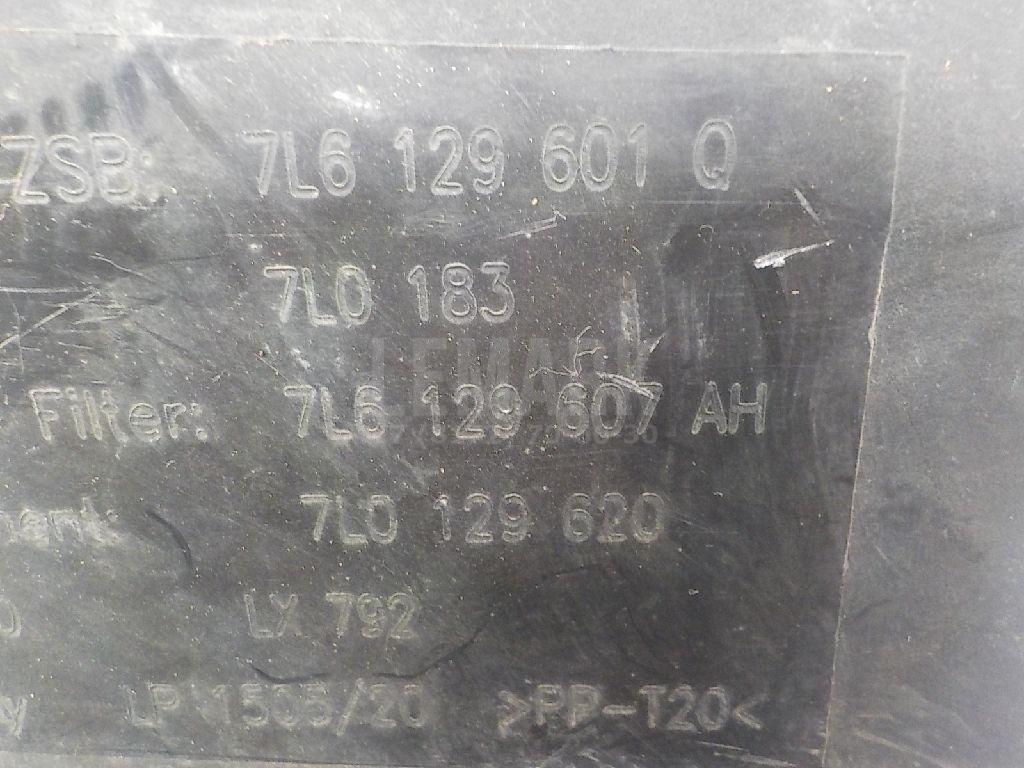 ZSB: 7L6 129 601 Q
7L0 183
LEMARK
Filter: 7L6 129 607 AH
7L0 129 620
LX 792
LP 1505/20 >PP-T20<